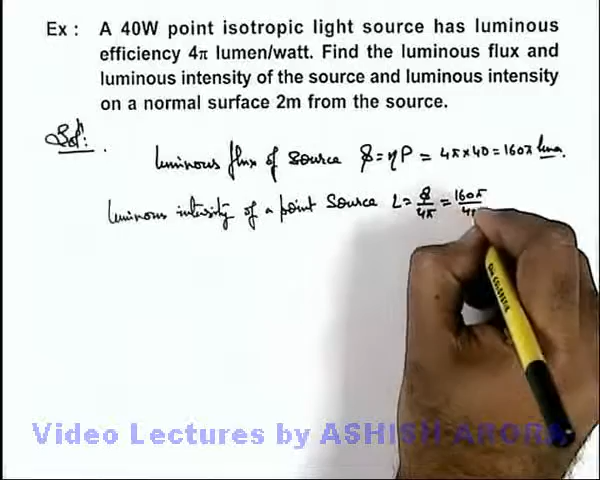 Ex : A 40W point isotropic light source has luminous
efficiency 4π lumen/watt. Find the luminous flux and
luminous intensity of the source and luminous intensity
on a normal surface 2m from the source.
Solⁿ:
luminous flux of source φ = ηP = 4π×40 = 160π lumen.
luminous intensity of a point source L = φ/4π = 160π/4π
Video Lectures by ASHISH ARORA